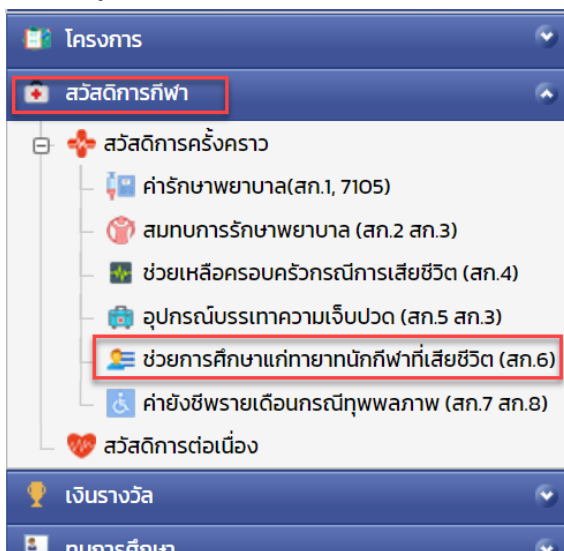 โครงการ
สวัสดิการกีฬา
สวัสดิการครั้งคราว
ค่ารักษาพยาบาล(สก.1, 7105)
สมทบการรักษาพยาบาล (สก.2 สก.3)
ช่วยเหลือครอบครัวกรณีการเสียชีวิต (สก.4)
อุปกรณ์บรรเทาความเจ็บปวด (สก.5 สก.3)
ช่วยการศึกษาแก่ทายาทนักกีฬาที่เสียชีวิต (สก.6)
ค่ายังชีพรายเดือนกรณีทุพพลภาพ (สก.7 สก.8)
สวัสดิการต่อเนื่อง
เงินรางวัล
ทุนการศึกษา